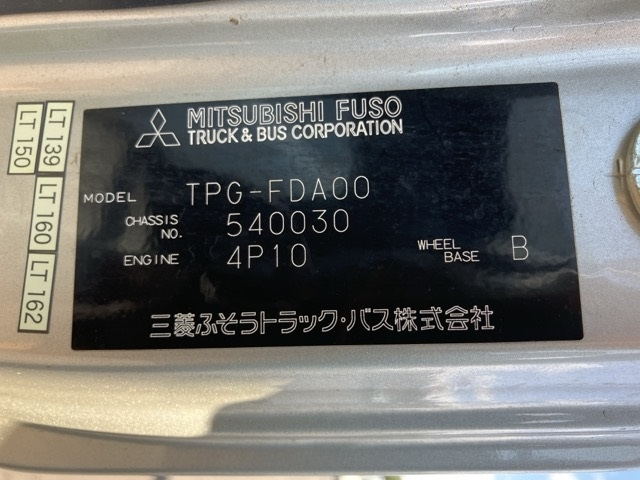 MITSUBISHI FUSO
TRUCK & BUS CORPORATION
MODEL TPG-FDA00
CHASSIS NO. 540030
ENGINE 4P10
WHEEL BASE B
三菱ふそうトラック・バス株式会社
LT 139
LT 150
LT 160
LT 162